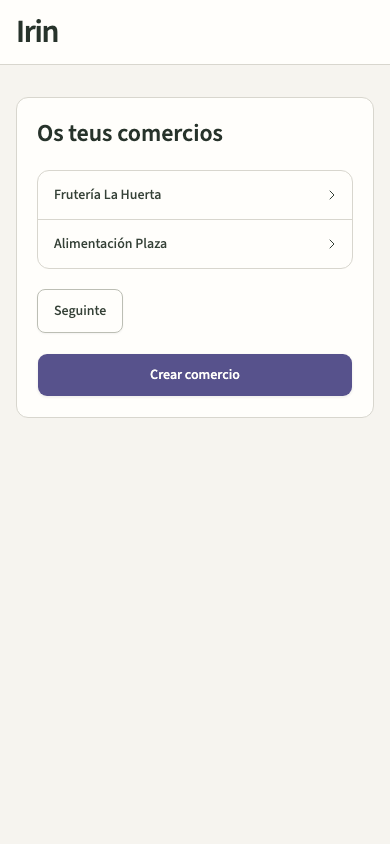 Irin
Os teus comercios
Frutería La Huerta
Alimentación Plaza
Seguinte
Crear comercio